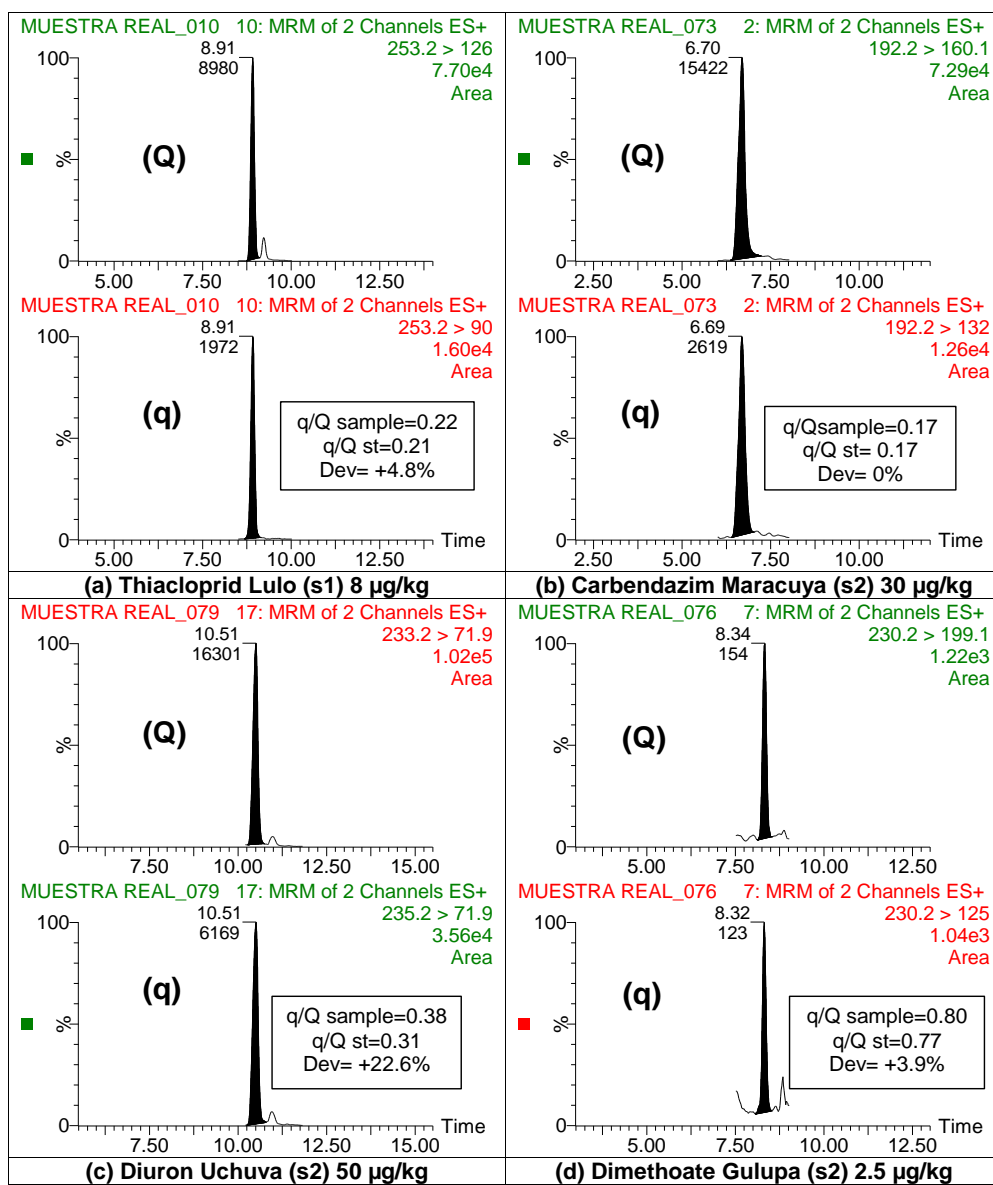 MUESTRA REAL_010 10: MRM of 2 Channels ES+
253.2 > 126
7.70e4
Area
8.91
8980
100
%
0
(Q)
5.00 7.50 10.00 12.50
MUESTRA REAL_010 10: MRM of 2 Channels ES+
253.2 > 90
1.60e4
Area
8.91
1972
100
%
0
(q)
q/Q sample=0.22
q/Q st=0.21
Dev= +4.8%
Time
5.00 7.50 10.00 12.50
(a) Thiacloprid Lulo (s1) 8 µg/kg
MUESTRA REAL_073 2: MRM of 2 Channels ES+
192.2 > 160.1
7.29e4
Area
6.70
15422
100
%
0
(Q)
2.50 5.00 7.50 10.00
MUESTRA REAL_073 2: MRM of 2 Channels ES+
192.2 > 132
1.26e4
Area
6.69
2619
100
%
0
(q)
q/Qsample=0.17
q/Q st= 0.17
Dev= 0%
Time
2.50 5.00 7.50 10.00
(b) Carbendazim Maracuya (s2) 30 µg/kg
MUESTRA REAL_079 17: MRM of 2 Channels ES+
233.2 > 71.9
1.02e5
Area
10.51
16301
100
%
0
(Q)
7.50 10.00 12.50 15.00
MUESTRA REAL_079 17: MRM of 2 Channels ES+
235.2 > 71.9
3.56e4
Area
10.51
6169
100
%
0
(q)
q/Q sample=0.38
q/Q st=0.31
Dev= +22.6%
Time
7.50 10.00 12.50 15.00
(c) Diuron Uchuva (s2) 50 µg/kg
MUESTRA REAL_076 7: MRM of 2 Channels ES+
230.2 > 199.1
1.22e3
Area
8.34
154
100
%
0
(Q)
5.00 7.50 10.00 12.50
MUESTRA REAL_076 7: MRM of 2 Channels ES+
230.2 > 125
1.04e3
Area
8.32
123
100
%
0
(q)
q/Q sample=0.80
q/Q st=0.77
Dev= +3.9%
Time
5.00 7.50 10.00 12.50
(d) Dimethoate Gulupa (s2) 2.5 µg/kg